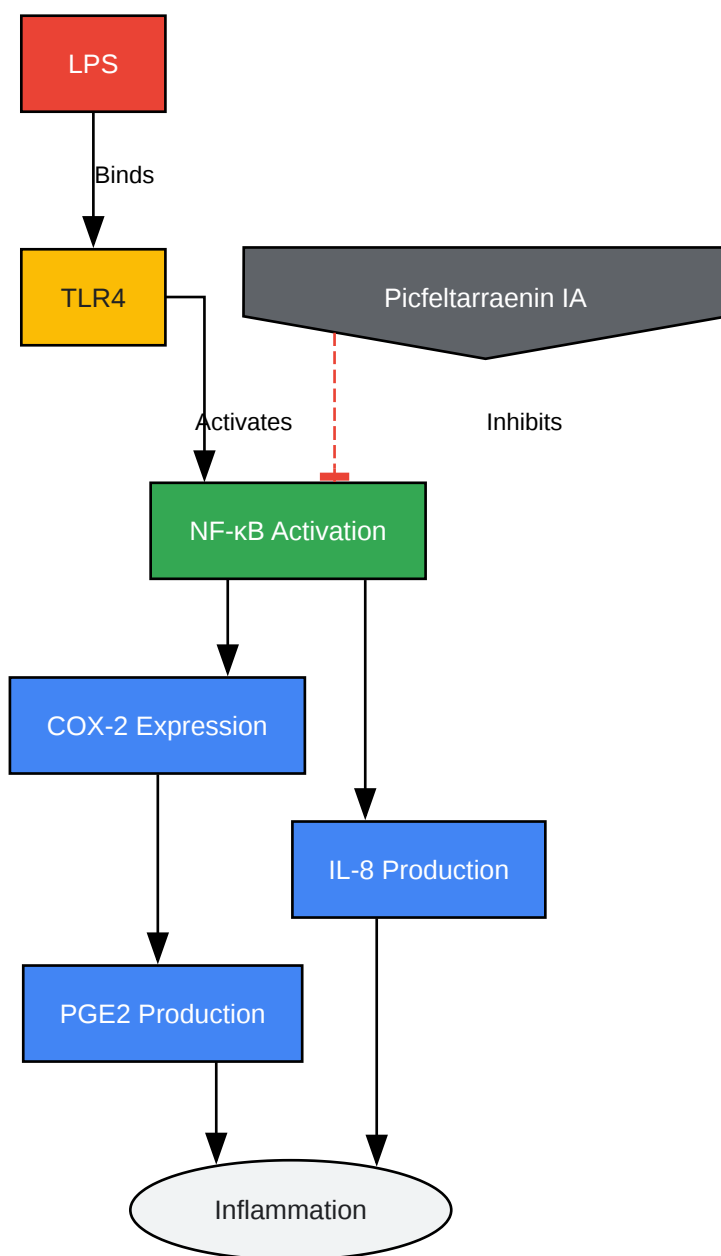 LPS
Binds
TLR4
Picfeltarraenin IA
Activates
Inhibits
NF-κB Activation
COX-2 Expression
IL-8 Production
PGE2 Production
Inflammation